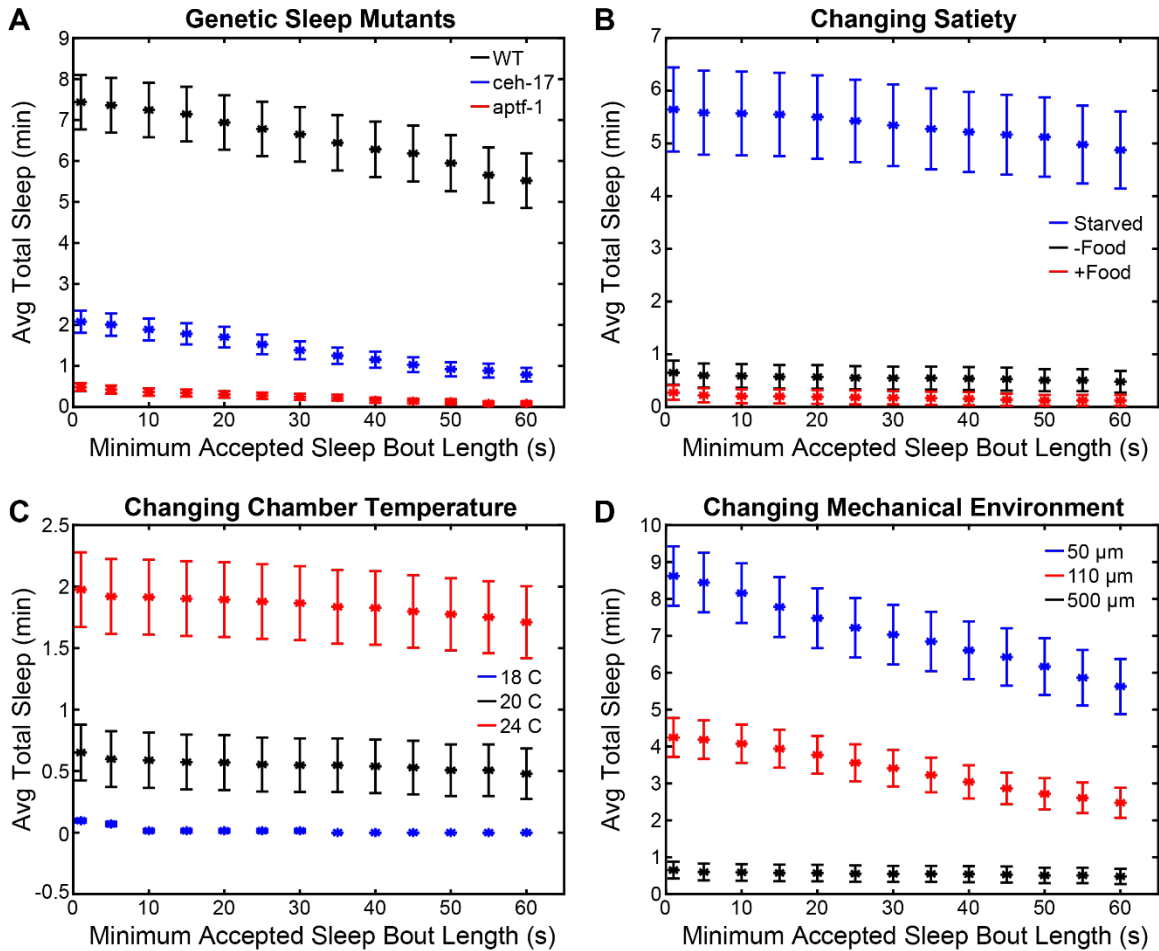 A
Genetic Sleep Mutants
9
8
7
6
5
4
3
2
1
0
Avg Total Sleep (min)
WT
ceh-17
aptf-1
0 10 20 30 40 50 60
Minimum Accepted Sleep Bout Length (s)
B
Changing Satiety
7
6
5
4
3
2
1
0
Avg Total Sleep (min)
Starved
-Food
+Food
0 10 20 30 40 50 60
Minimum Accepted Sleep Bout Length (s)
C
Changing Chamber Temperature
2.5
2
1.5
1
0.5
0
-0.5
Avg Total Sleep (min)
18 C
20 C
24 C
0 10 20 30 40 50 60
Minimum Accepted Sleep Bout Length (s)
D
Changing Mechanical Environment
10
9
8
7
6
5
4
3
2
1
0
Avg Total Sleep (min)
50 µm
110 µm
500 µm
0 10 20 30 40 50 60
Minimum Accepted Sleep Bout Length (s)